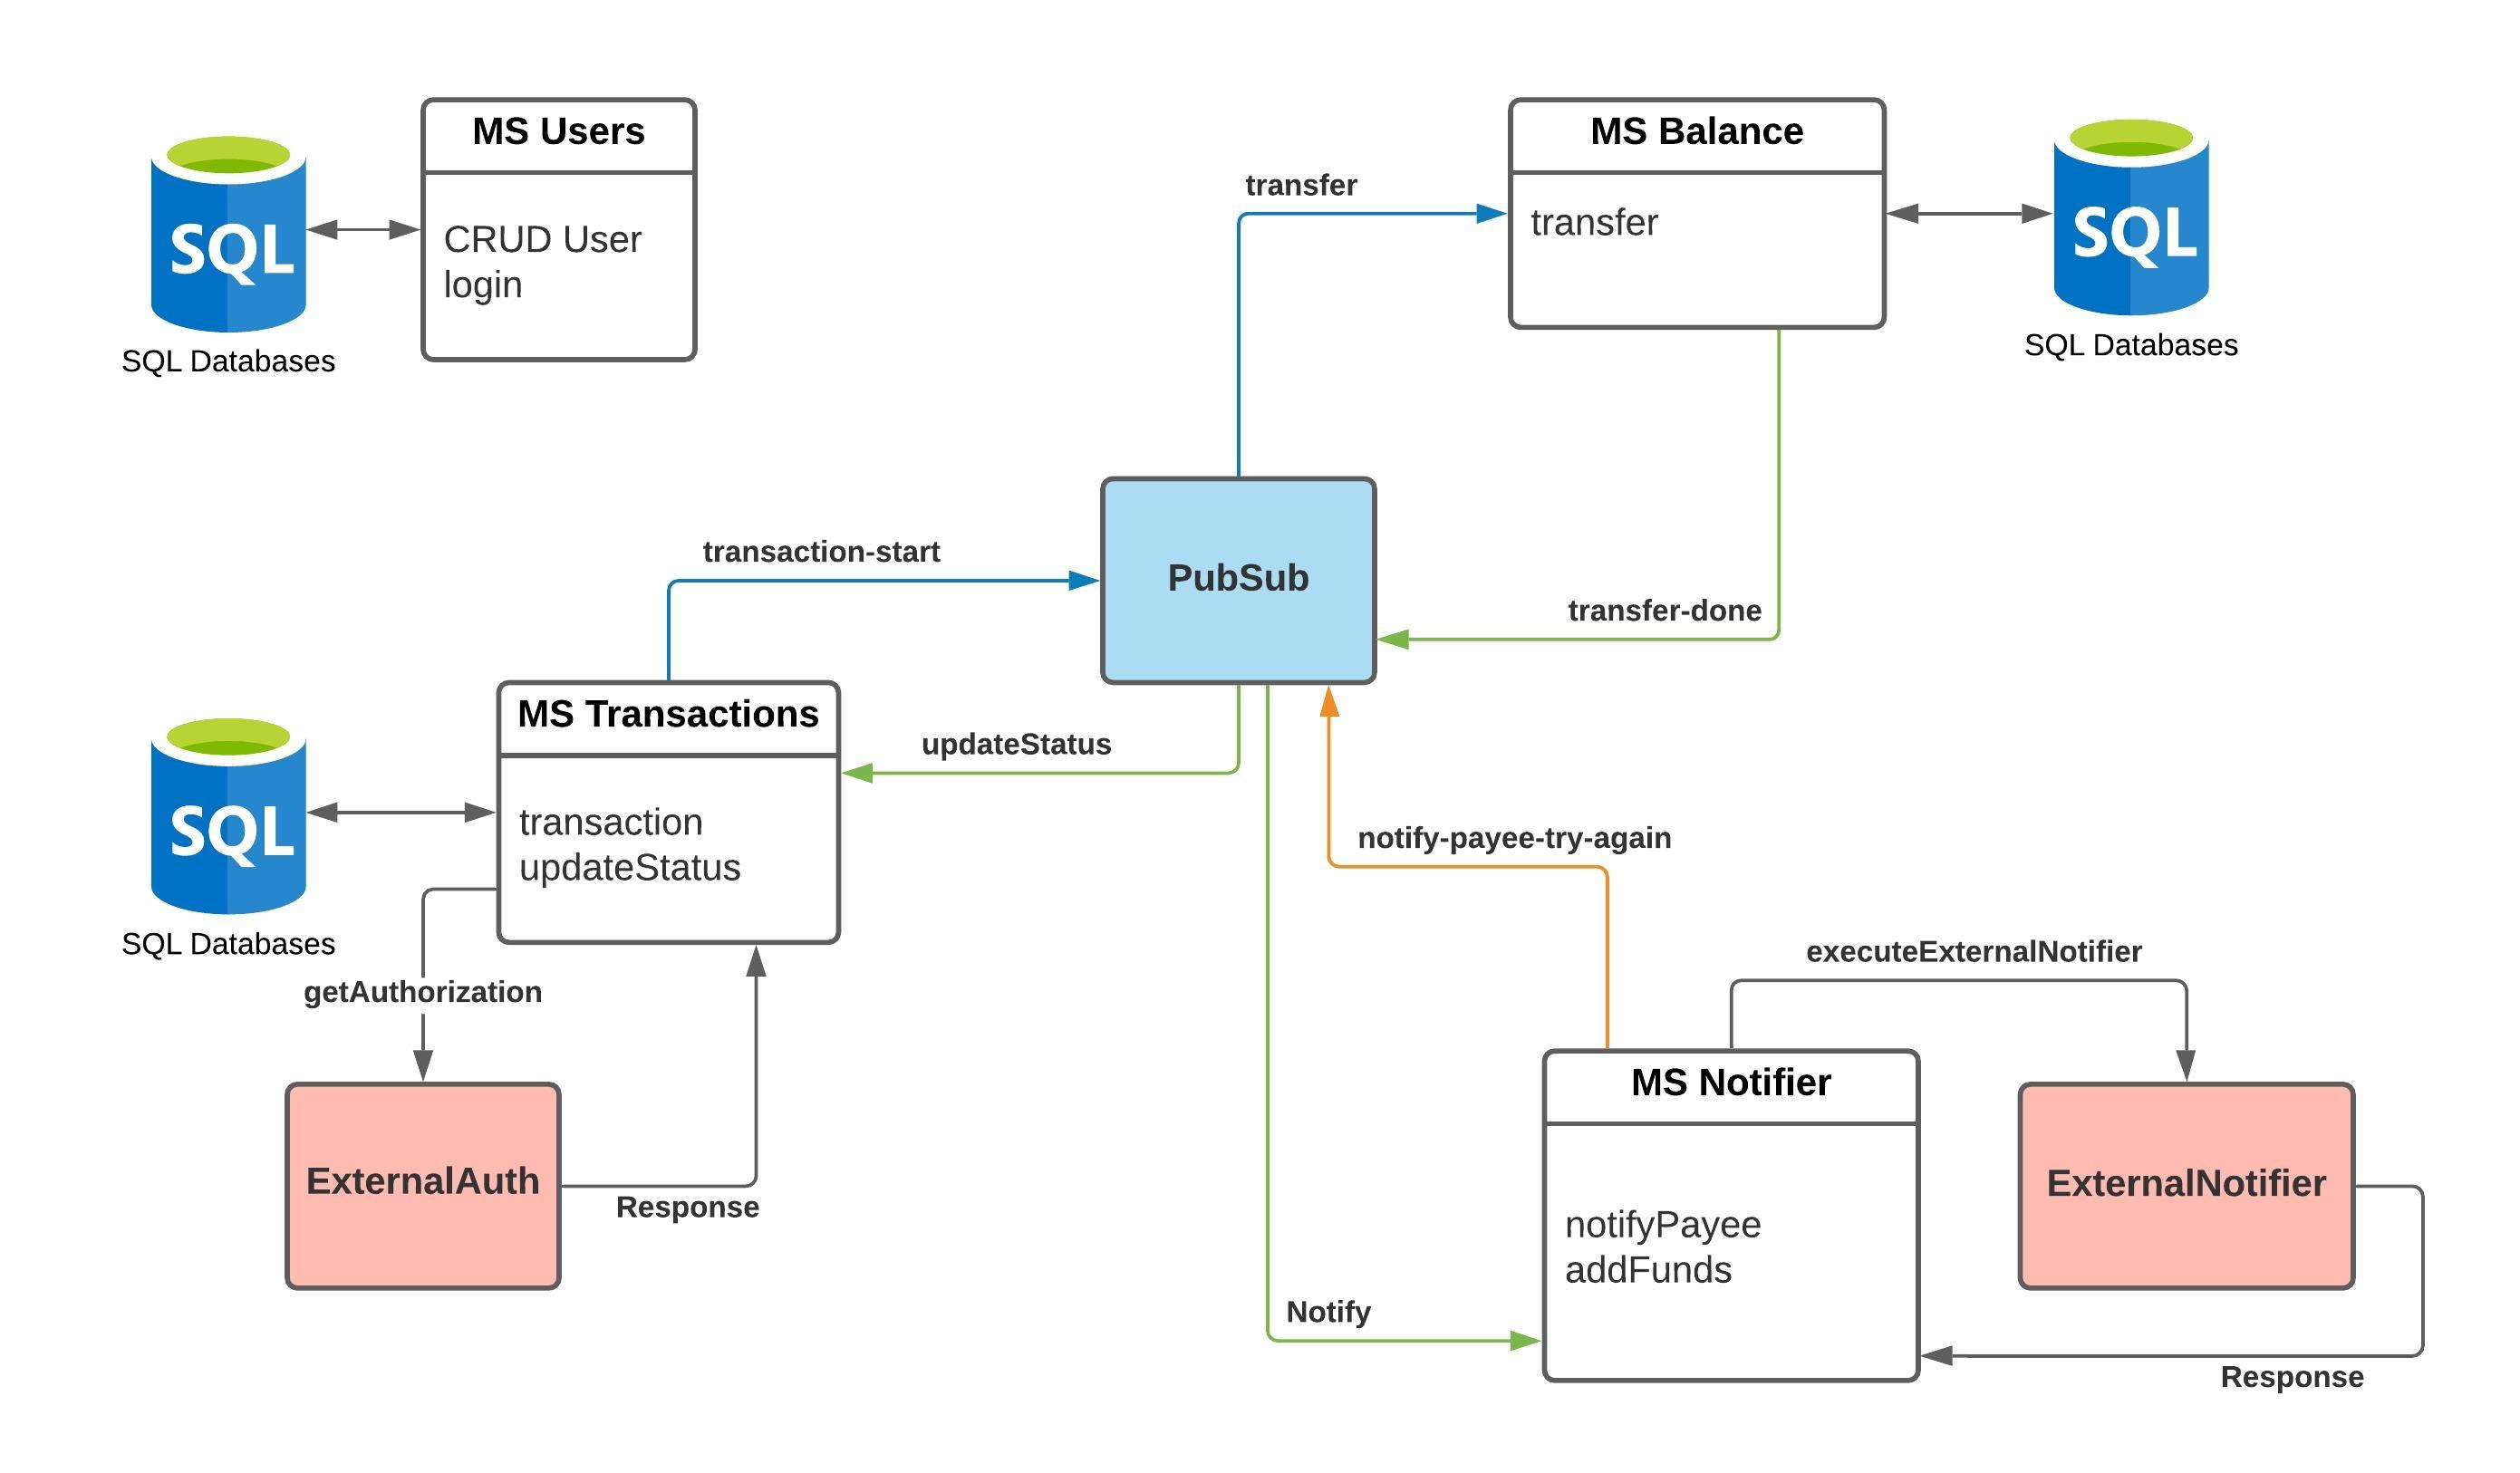 MS Users
CRUD User
login
SQL
SQL Databases
MS Balance
transfer
transfer
SQL
SQL Databases
transaction-start
PubSub
transfer-done
MS Transactions
transaction
updateStatus
updateStatus
SQL
SQL Databases
notify-payee-try-again
getAuthorization
ExternalAuth
Response
executeExternalNotifier
MS Notifier
notifyPayee
addFunds
ExternalNotifier
Notify
Response